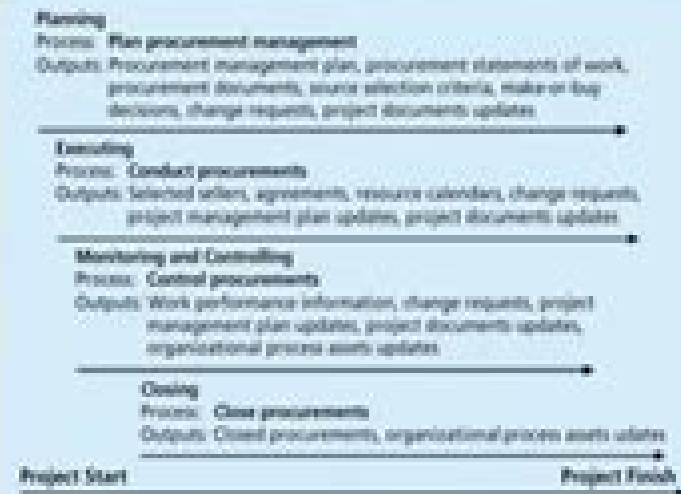 Planning
Process: Plan procurement management
Outputs: Procurement management plan, procurement statements of work,
procurement documents, source selection criteria, make-or-buy
decisions, change requests, project documents updates
Executing
Process: Conduct procurements
Outputs: Selected sellers, agreements, resource calendars, change requests,
project management plan updates, project documents updates
Monitoring and Controlling
Process: Control procurements
Outputs: Work performance information, change requests, project
management plan updates, project documents updates,
organizational process assets updates
Closing
Process: Close procurements
Outputs: Closed procurements, organizational process assets udates
Project Start Project Finish